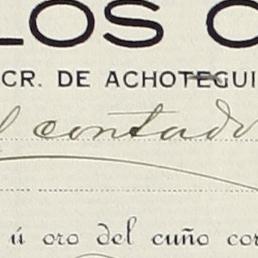 LOS C
CR. DE ACHOTEGUI
al contado
ú oro del cuño cor